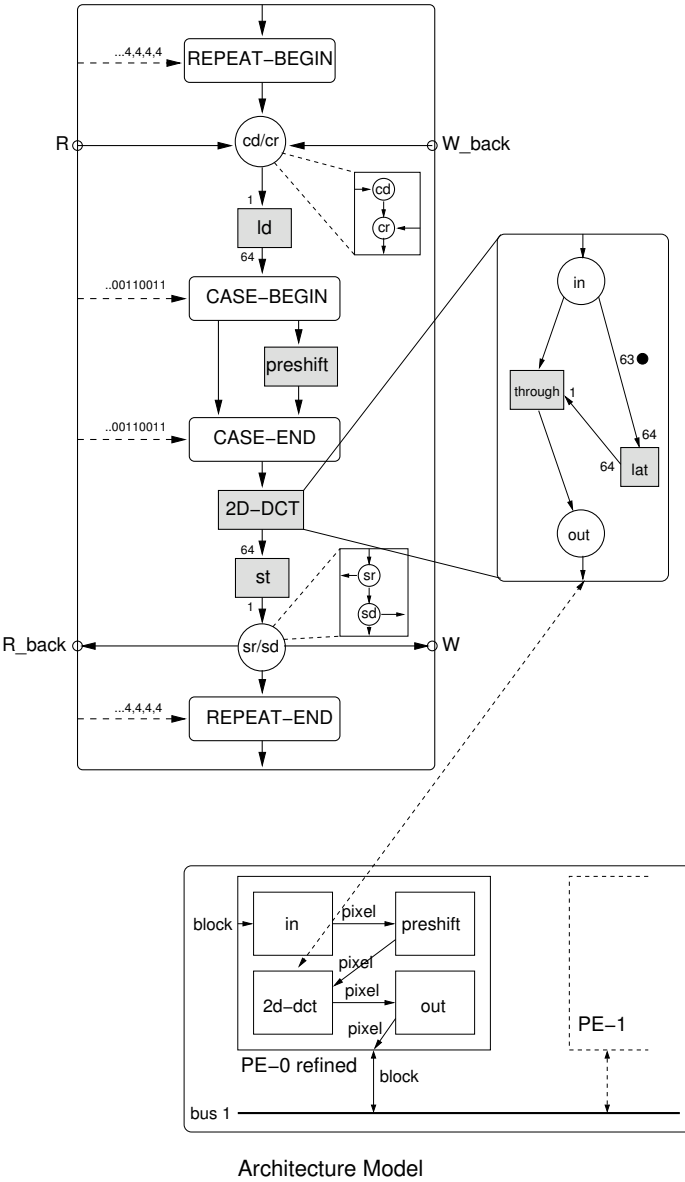 ...4,4,4,4
REPEAT−BEGIN
R
cd/cr
W_back
1
ld
64
cd
cr
..00110011
CASE−BEGIN
preshift
..00110011
CASE−END
2D−DCT
64
st
1
sr
sd
R_back
sr/sd
W
...4,4,4,4
REPEAT−END
in
63
through
1
64
64
lat
out
block
in
pixel
preshift
pixel
2d−dct
pixel
out
pixel
PE−0 refined
block
PE−1
bus 1
Architecture Model